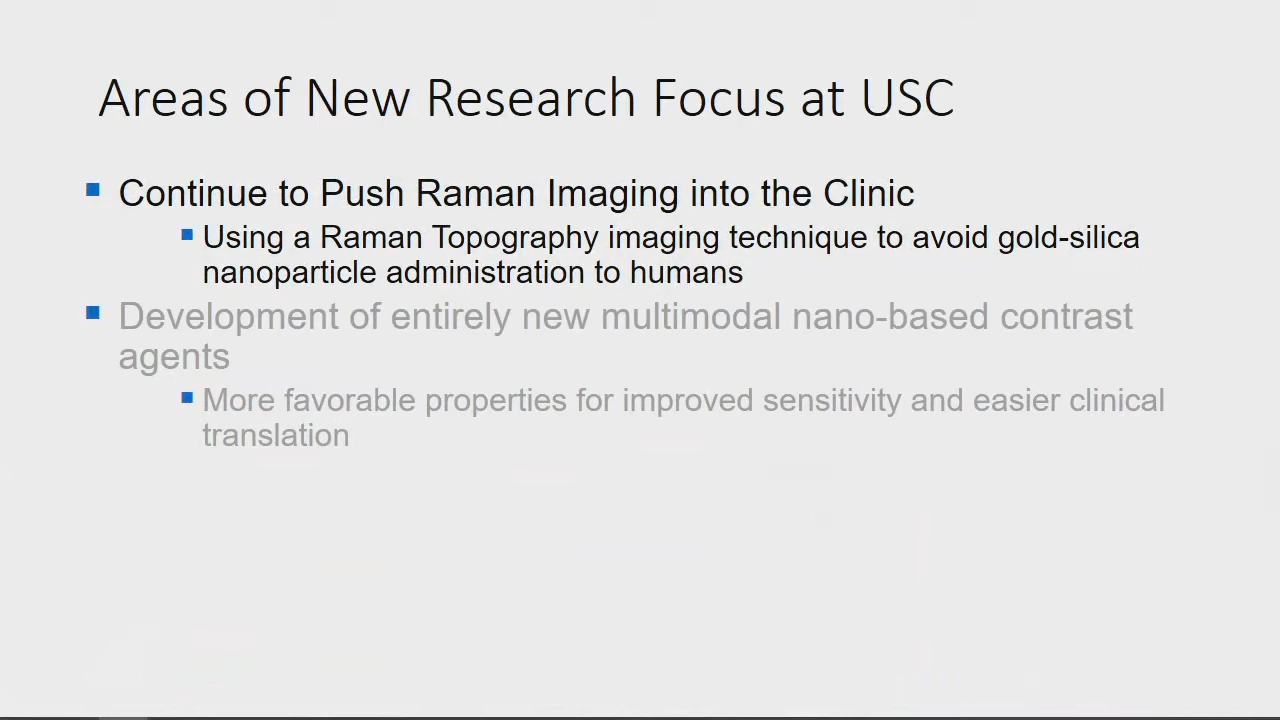 Areas of New Research Focus at USC
Continue to Push Raman Imaging into the Clinic
Using a Raman Topography imaging technique to avoid gold-silica
nanoparticle administration to humans
Development of entirely new multimodal nano-based contrast
agents
More favorable properties for improved sensitivity and easier clinical
translation